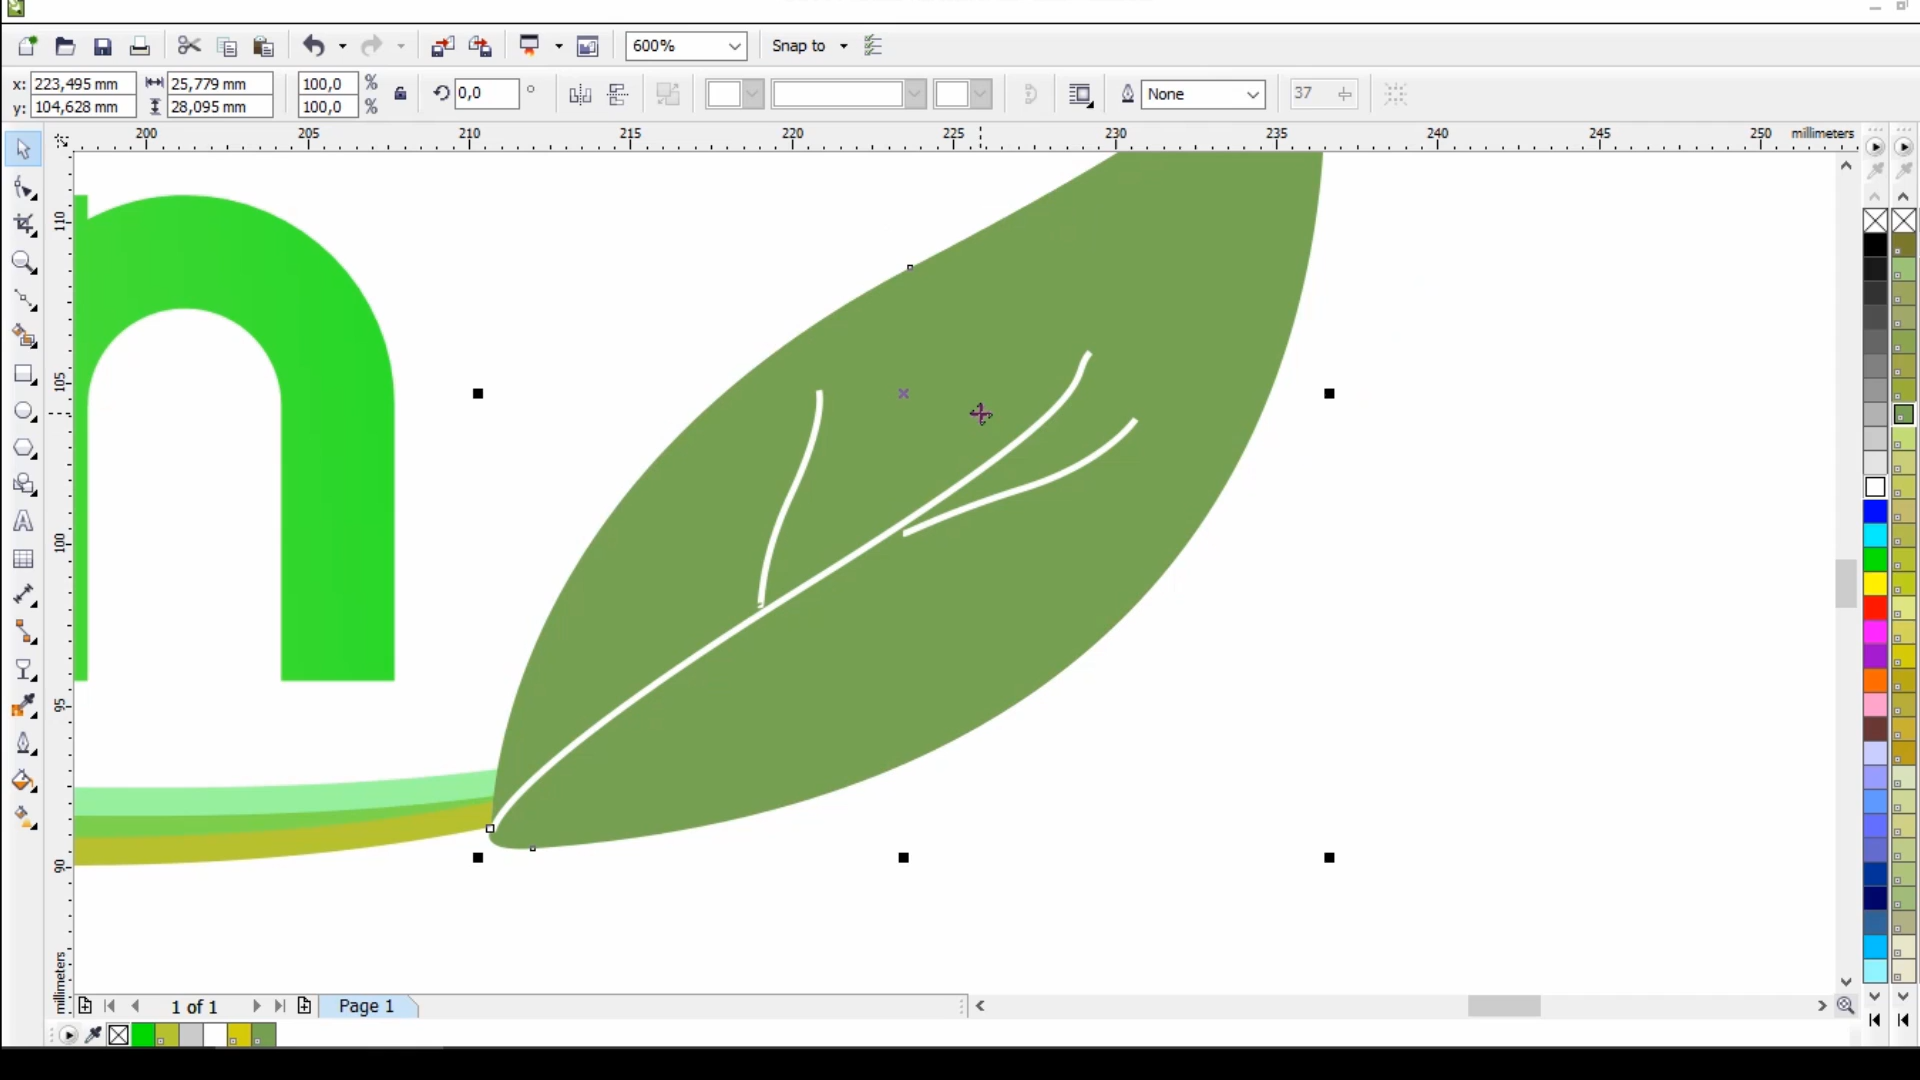 600% Snap to
x: 223,495 mm 25,779 mm 100,0 % 0,0 ° None 37
y: 104,628 mm 28,095 mm 100,0 %
200 205 210 215 220 225 230 235 240 245 250 millimeters
110
105
100
95
90
millimeters
1 of 1 Page 1